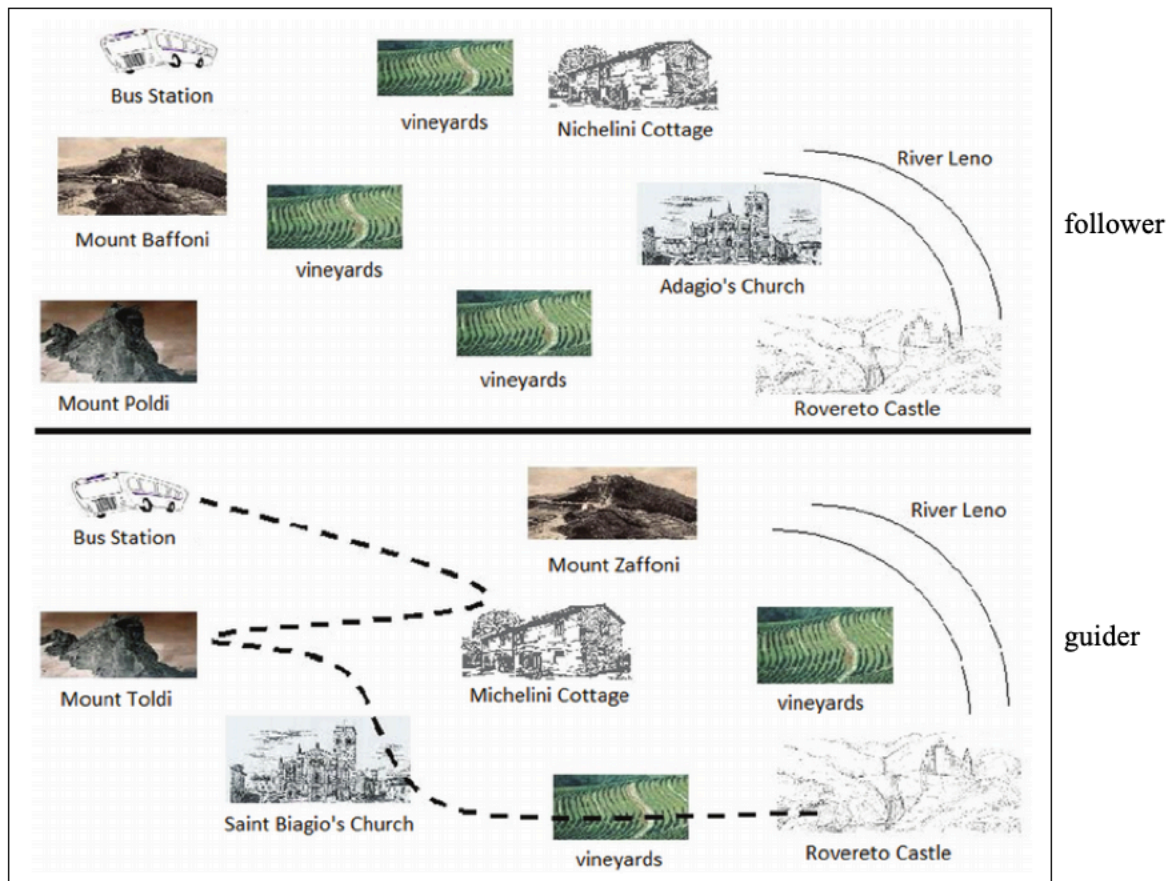 Bus Station
vineyards
Nichelini Cottage
River Leno
Mount Baffoni
vineyards
Adagio's Church
follower
vineyards
Mount Poldi
Rovereto Castle
Bus Station
Mount Zaffoni
River Leno
Mount Toldi
Michelini Cottage
vineyards
guider
Saint Biagio's Church
vineyards
Rovereto Castle